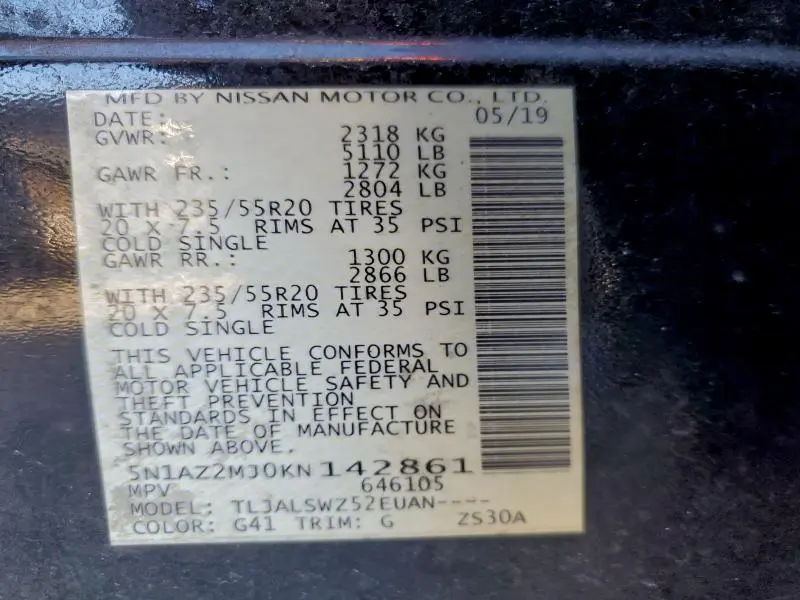 MFD BY NISSAN MOTOR CO., LTD.
DATE: 05/19
GVWR: 2318 KG
5110 LB
GAWR FR.: 1272 KG
2804 LB
WITH 235/55R20 TIRES
20 X 7.5 RIMS AT 35 PSI
COLD SINGLE
GAWR RR.: 1300 KG
2866 LB
WITH 235/55R20 TIRES
20 X 7.5 RIMS AT 35 PSI
COLD SINGLE
THIS VEHICLE CONFORMS TO
ALL APPLICABLE FEDERAL
MOTOR VEHICLE SAFETY AND
THEFT PREVENTION
STANDARDS IN EFFECT ON
THE DATE OF MANUFACTURE
SHOWN ABOVE.
5N1AZ2MJ0KN142861
MPV 646105
MODEL: TL3ALSWZ52EUAN----
COLOR: G41 TRIM: G ZS30A